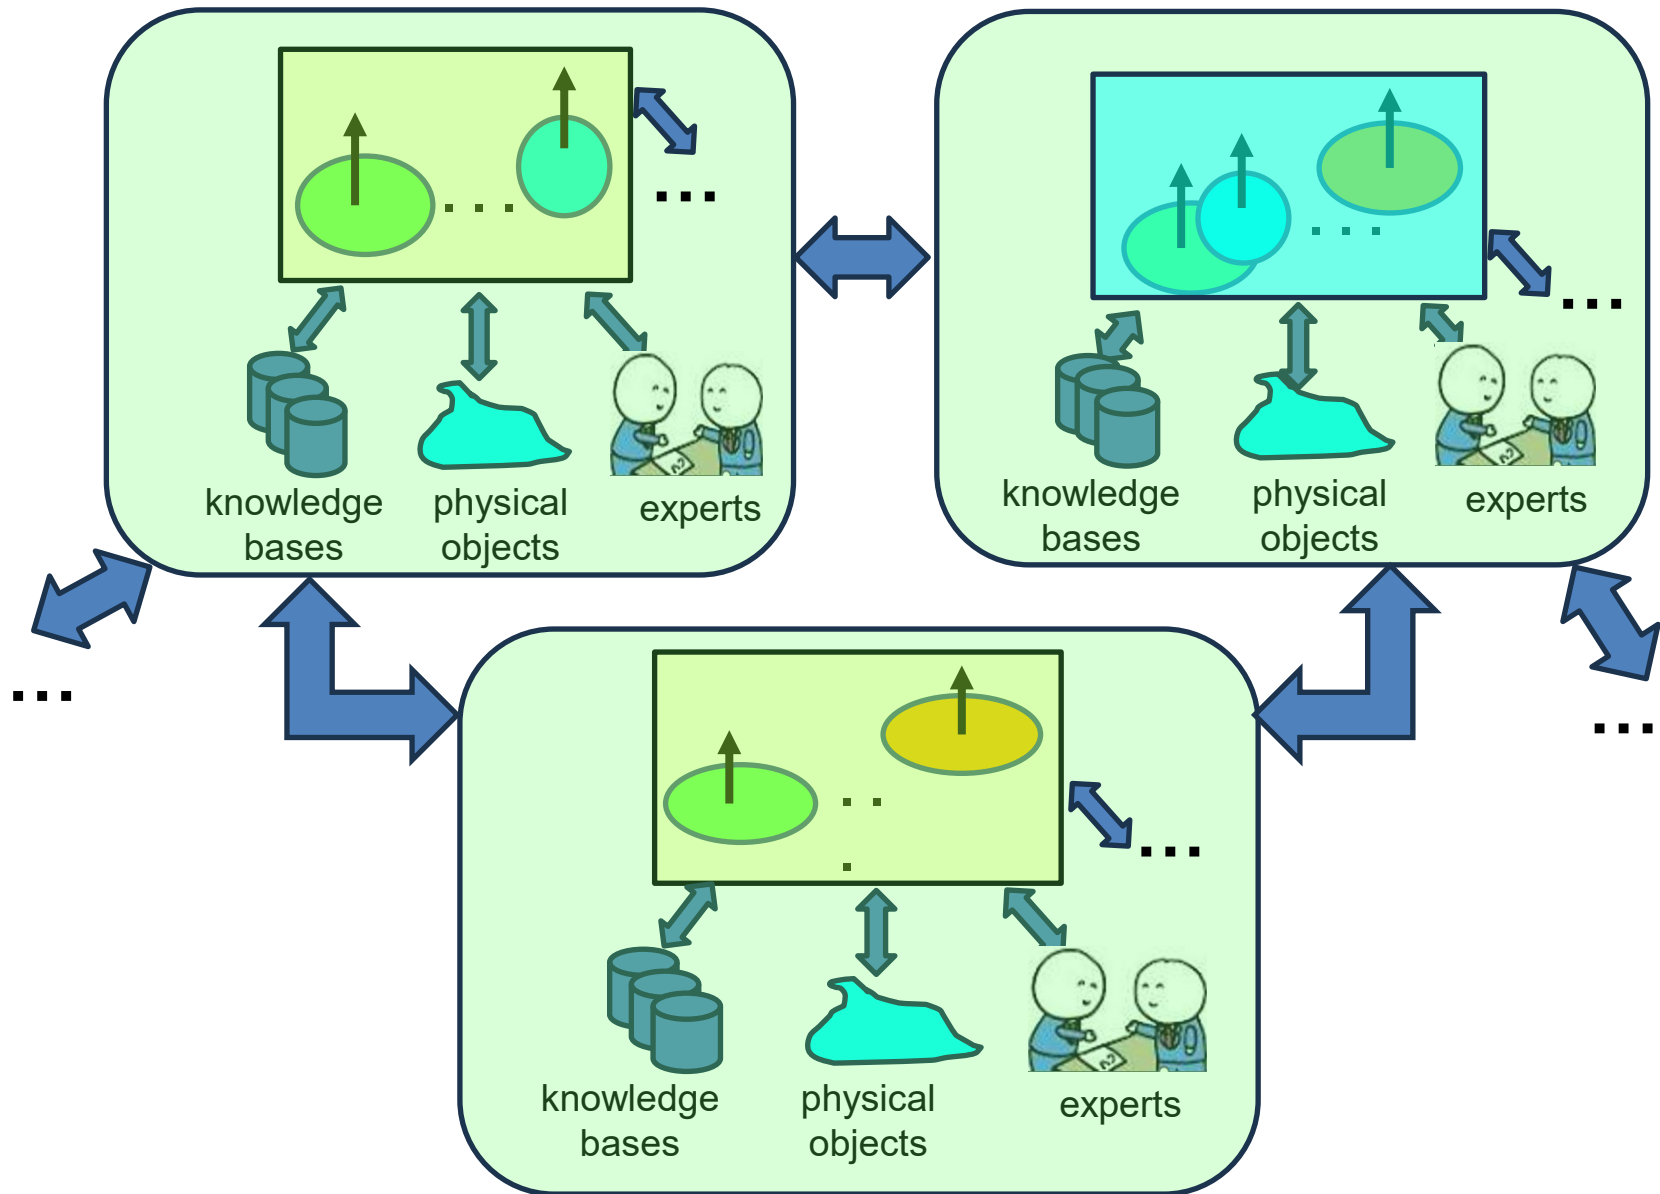 ...
...
...
...
knowledge
bases
physical
objects
experts
knowledge
bases
physical
objects
experts
...
...
. .
.
...
knowledge
bases
physical
objects
experts